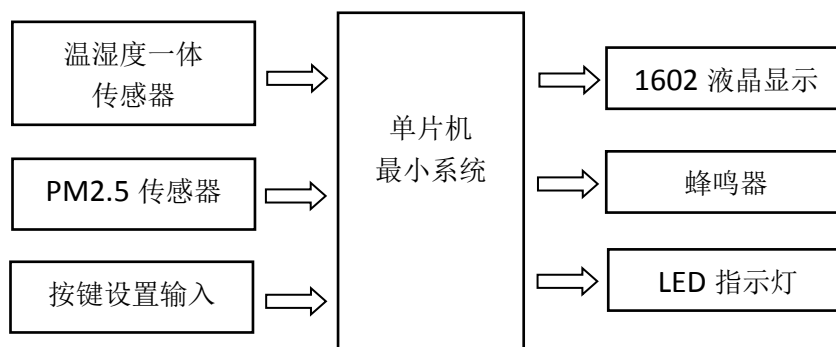 温湿度一体
传感器
PM2.5 传感器
按键设置输入
单片机
最小系统
1602 液晶显示
蜂鸣器
LED 指示灯